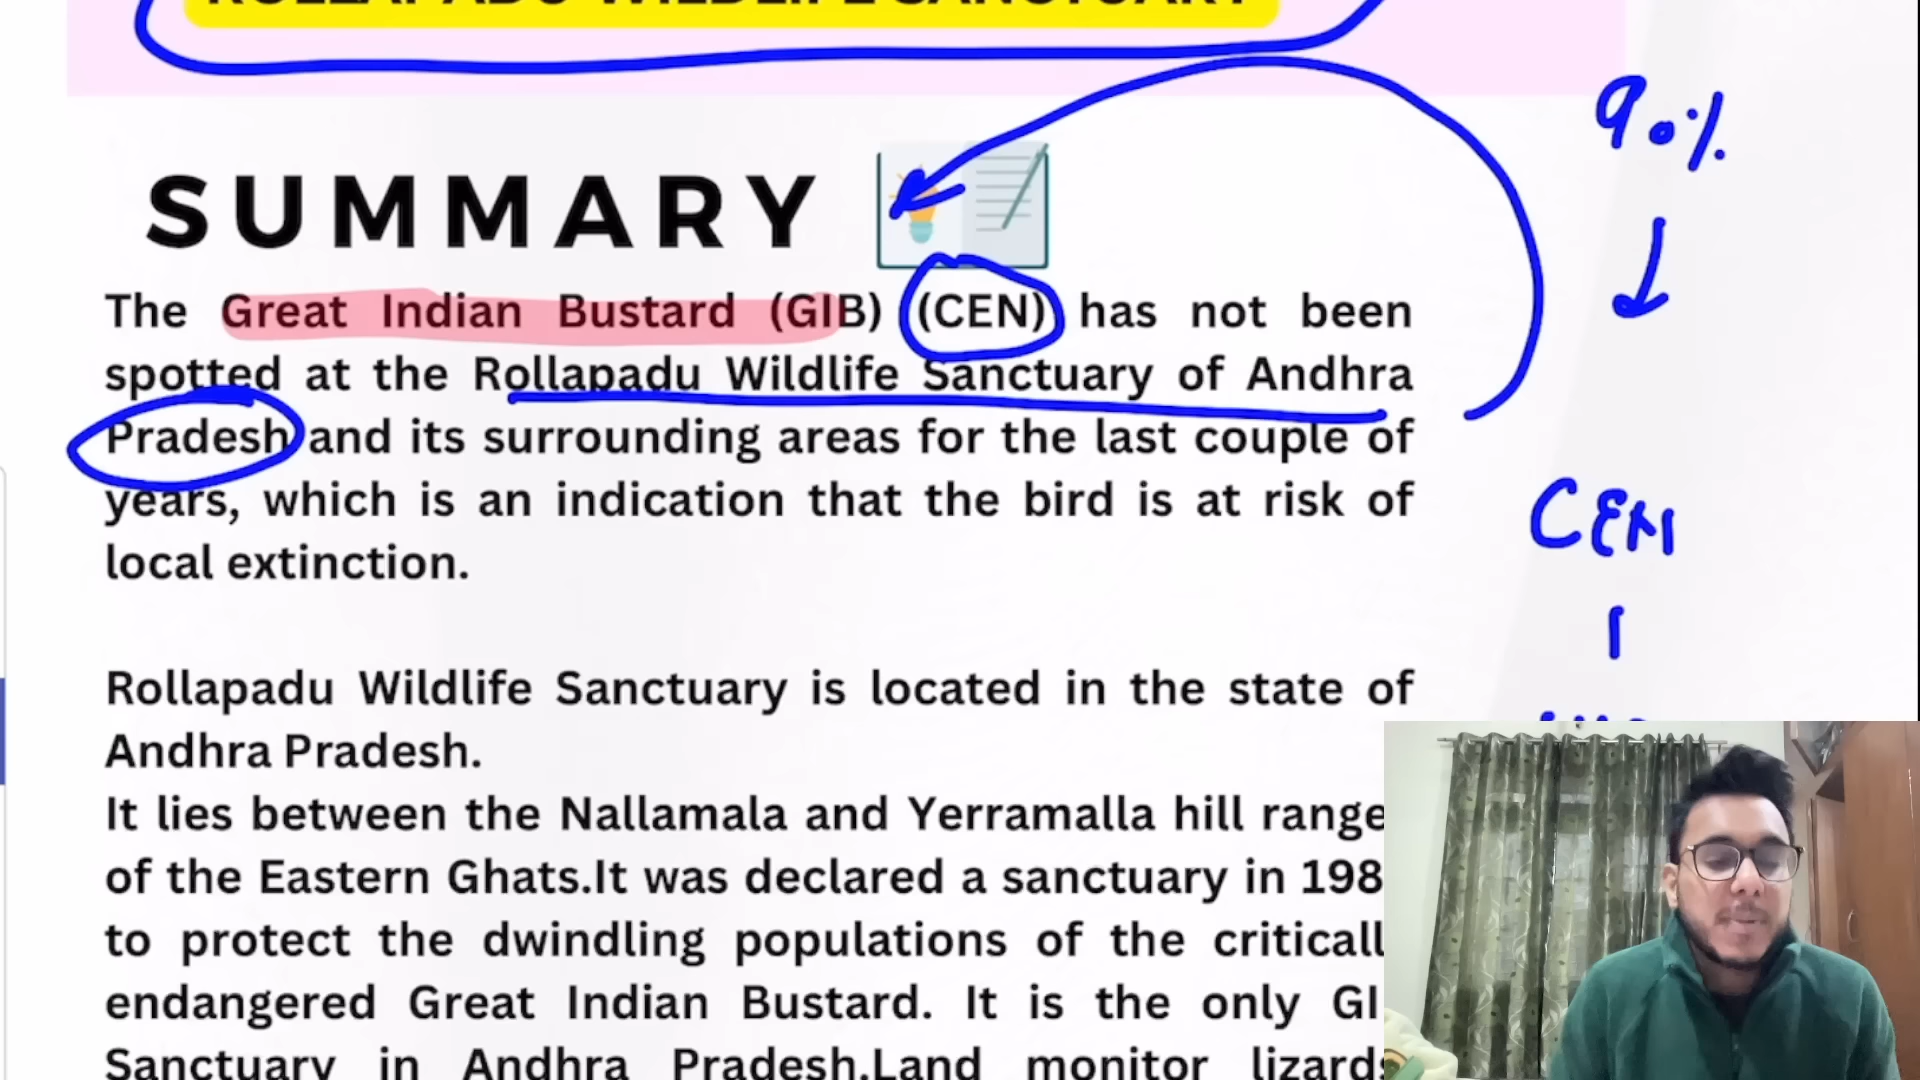 ROLLAPADU WILDLIFE SANCTUARY
90%
SUMMARY
The Great Indian Bustard (GIB) (CEN) has not been
spotted at the Rollapadu Wildlife Sanctuary of Andhra
Pradesh and its surrounding areas for the last couple of
years, which is an indication that the bird is at risk of
local extinction.
CEN
Rollapadu Wildlife Sanctuary is located in the state of
Andhra Pradesh.
It lies between the Nallamala and Yerramalla hill range
of the Eastern Ghats.It was declared a sanctuary in 198
to protect the dwindling populations of the criticall
endangered Great Indian Bustard. It is the only GI
Sanctuary in Andhra Pradesh.Land monitor lizards